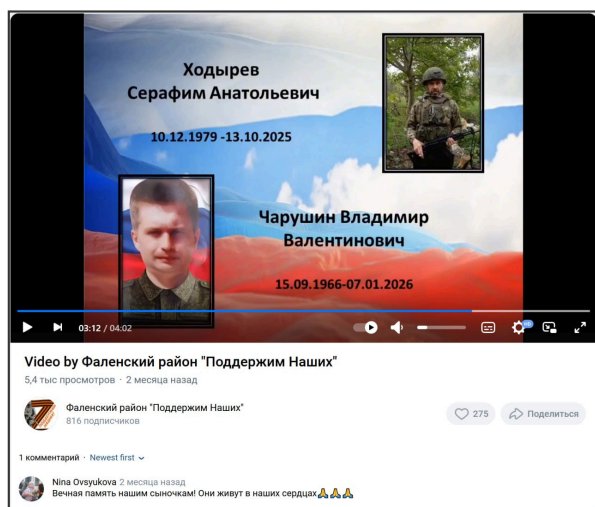 Ходырев
Серафим Анатольевич
10.12.1979 -13.10.2025
Чарушин Владимир
Валентинович
15.09.1966-07.01.2026
03:12 / 04:02
HD
Video by Фаленский район "Поддержим Наших"
5,4 тыс просмотров · 2 месяца назад
Фаленский район "Поддержим Наших"
816 подписчиков
275
Поделиться
1 комментарий · Newest first
Nina Ovsyukova 2 месяца назад
Вечная память нашим сыночкам! Они живут в наших сердцах🙏🙏🙏